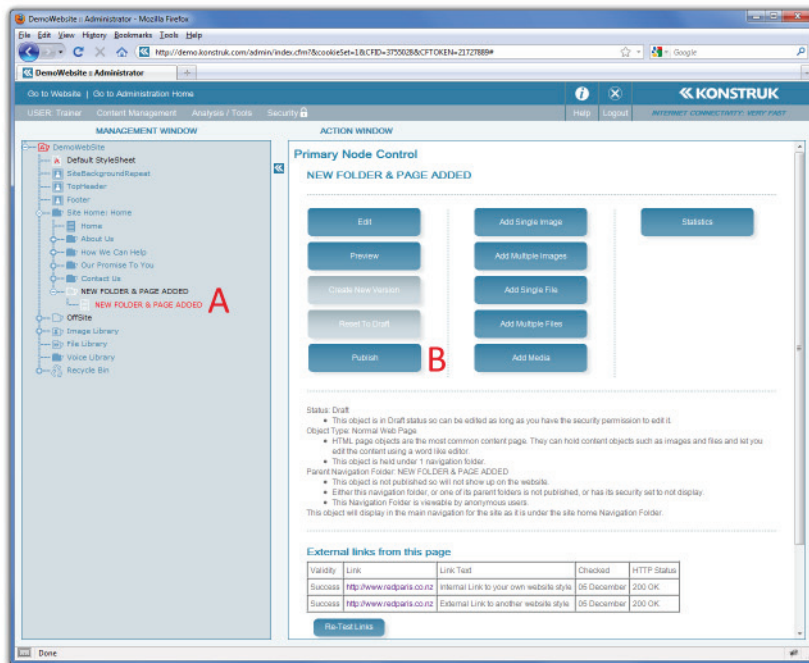 DemoWebsite :: Administrator - Mozilla Firefox
File Edit View History Bookmarks Tools Help
http://demo.konstruk.com/admin/index.cfm?&cookieSet=1&CFID=3755028&CFTOKEN=21727889#
Google
DemoWebsite :: Administrator
Go to Website | Go to Administration Home
KONSTRUK
USER: Trainer Content Management Analysis / Tools Security
Help Logout INTERNET CONNECTIVITY: VERY FAST
MANAGEMENT WINDOW
ACTION WINDOW
DemoWebSite
Default StyleSheet
SiteBackgroundRepeat
TopHeader
Footer
Site Home: Home
Home
About Us
How We Can Help
Our Promise To You
Contact Us
NEW FOLDER & PAGE ADDED
NEW FOLDER & PAGE ADDED A
OffSite
Image Library
File Library
Voice Library
Recycle Bin
Primary Node Control
NEW FOLDER & PAGE ADDED
Edit Add Single Image Statistics
Preview Add Multiple Images
Create New Version Add Single File
Reset To Draft Add Multiple Files
Publish B Add Media
Status: Draft
• This object is in Draft status so can be edited as long as you have the security permission to edit it.
Object Type: Normal Web Page
• HTML page objects are the most common content page. They can hold content objects such as images and files and let you
edit the content using a word like editor.
• This object is held under 1 navigation folder.
Parent Navigation Folder: NEW FOLDER & PAGE ADDED
• This object is not published so will not show up on the website.
• Either this navigation folder, or one of its parent folders is not published, or has its security set to not display.
• This Navigation Folder is viewable by anonymous users.
This object will display in the main navigation for the site as it is under the site home Navigation Folder.
External links from this page
Validity Link Link Text Checked HTTP Status
Success http://www.redparis.co.nz Internal Link to your own website style 05 December 200 OK
Success http://www.redparis.co.nz External Link to another website style 05 December 200 OK
Re-Test Links
Done